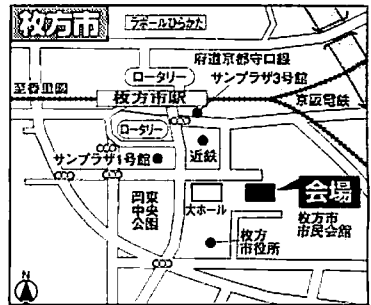 枚方市
ラポールひらかた
府道京都守口線
ロータリー
サンプラザ3号館
至香里園
枚方市駅
京阪電鉄
ロータリー
近鉄
サンプラザ1号館
会場
岡東
中央
公園
大ホール
枚方市
市民会館
枚方
市役所
N